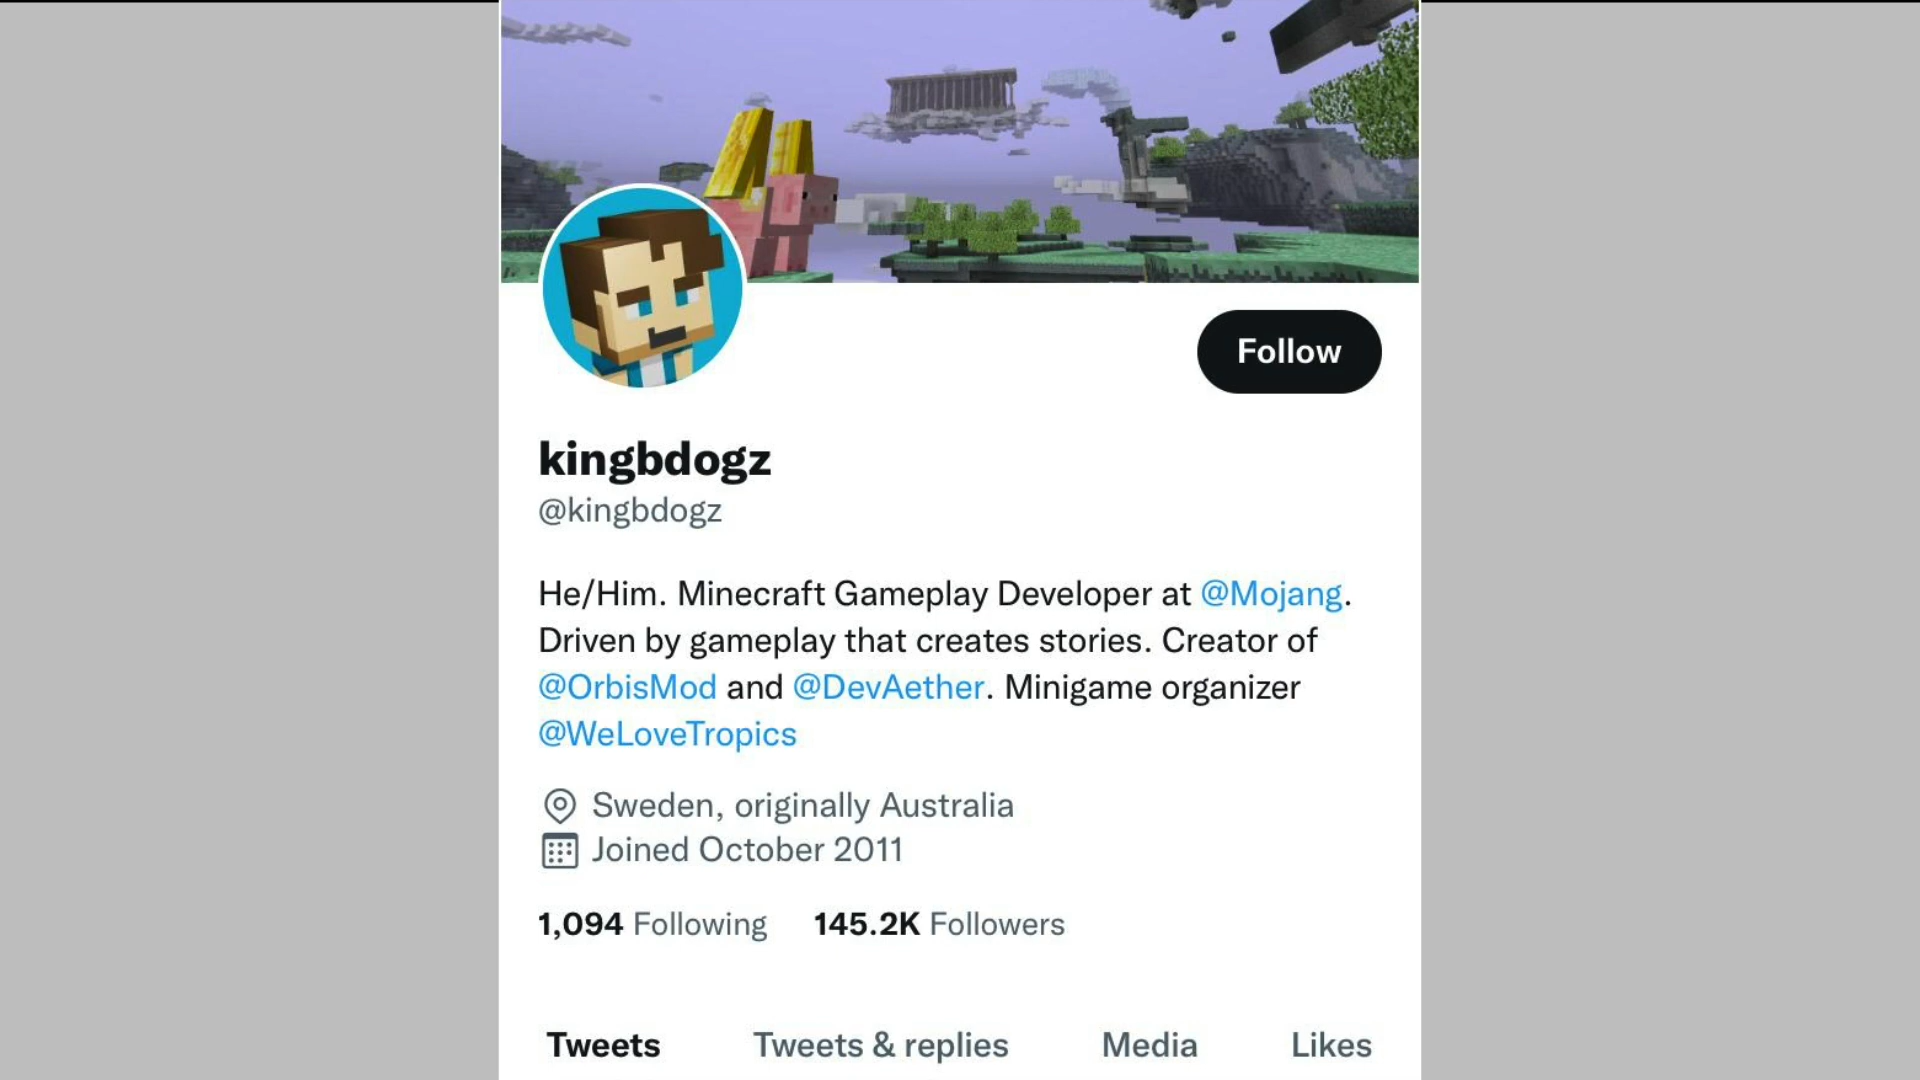 Follow
kingbdogz
@kingbdogz
He/Him. Minecraft Gameplay Developer at @Mojang.
Driven by gameplay that creates stories. Creator of
@OrbisMod and @DevAether. Minigame organizer
@WeLoveTropics
Sweden, originally Australia
Joined October 2011
1,094 Following 145.2K Followers
Tweets Tweets & replies Media Likes